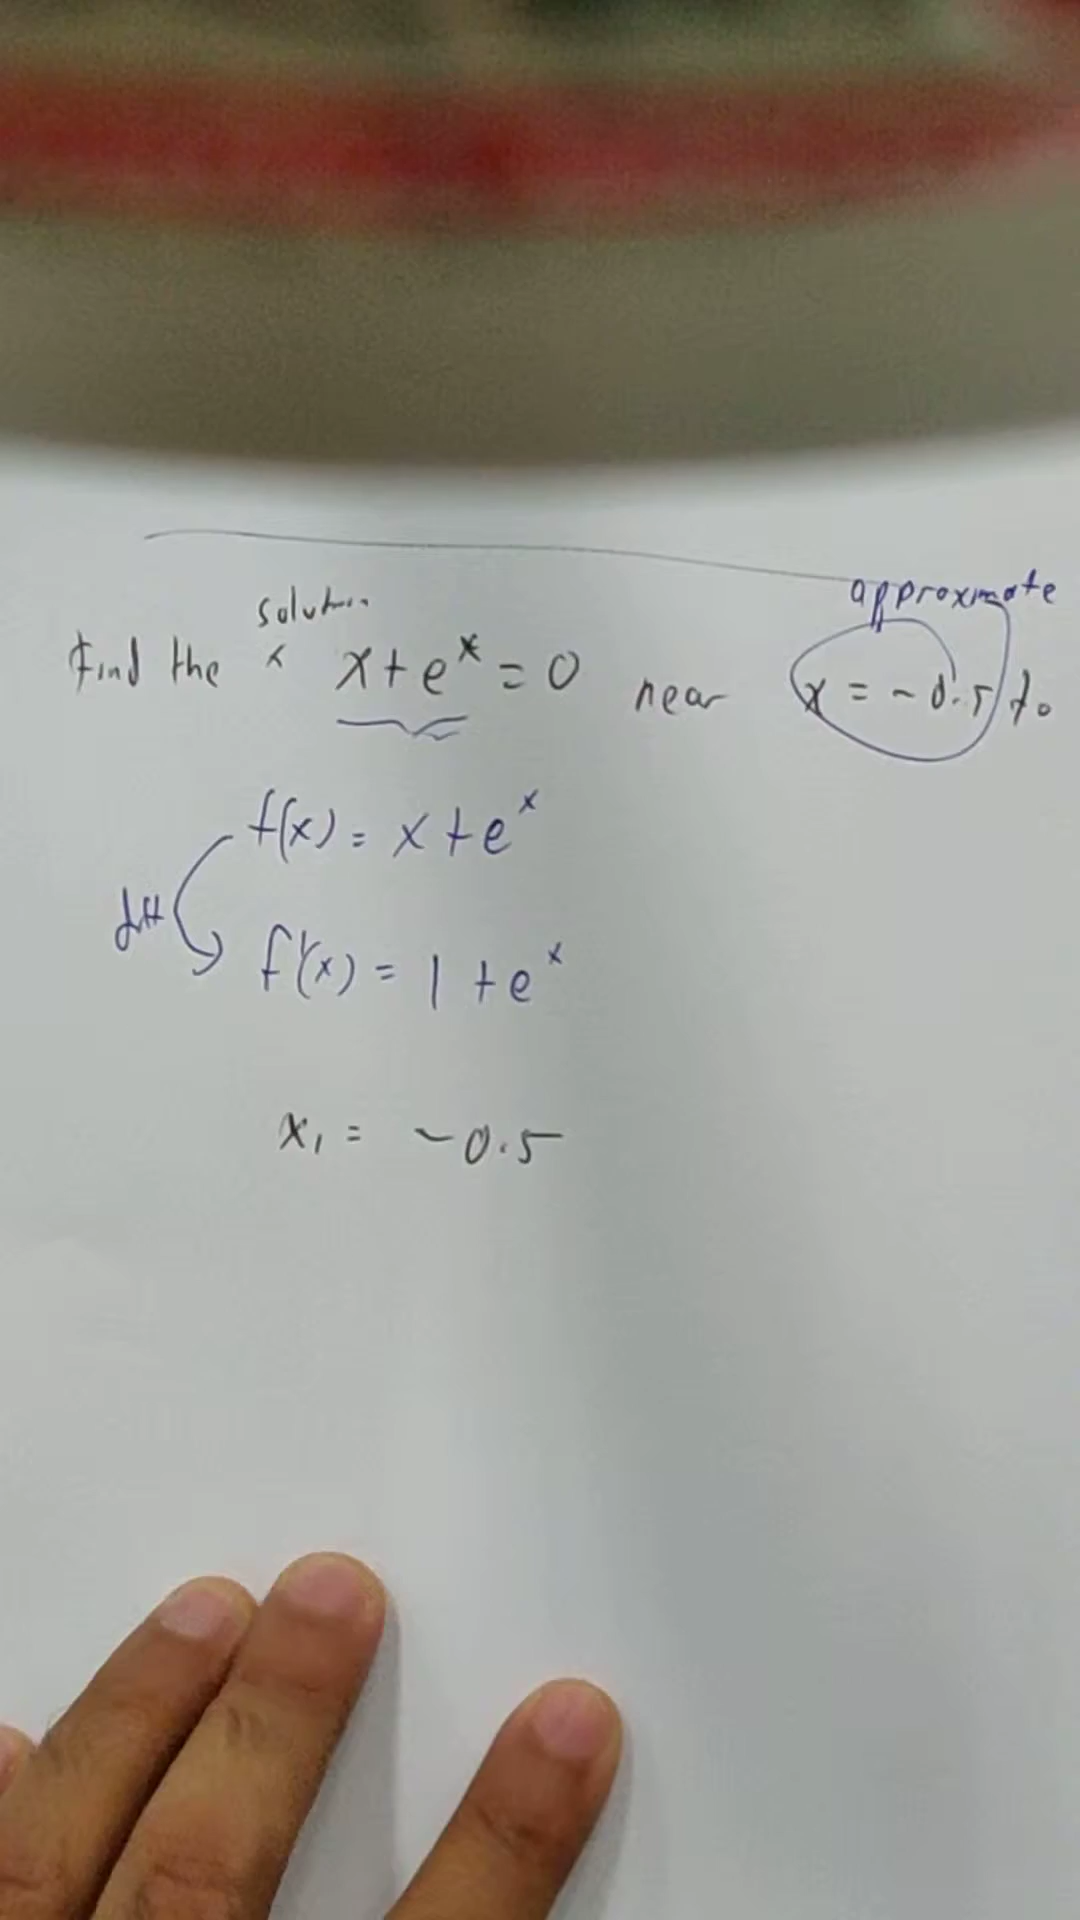 approximate
solution
Find the x x + e^x = 0 near x = -0.5 to
f(x) = x + e^x
diff
f'(x) = 1 + e^x
x₁ = -0.5